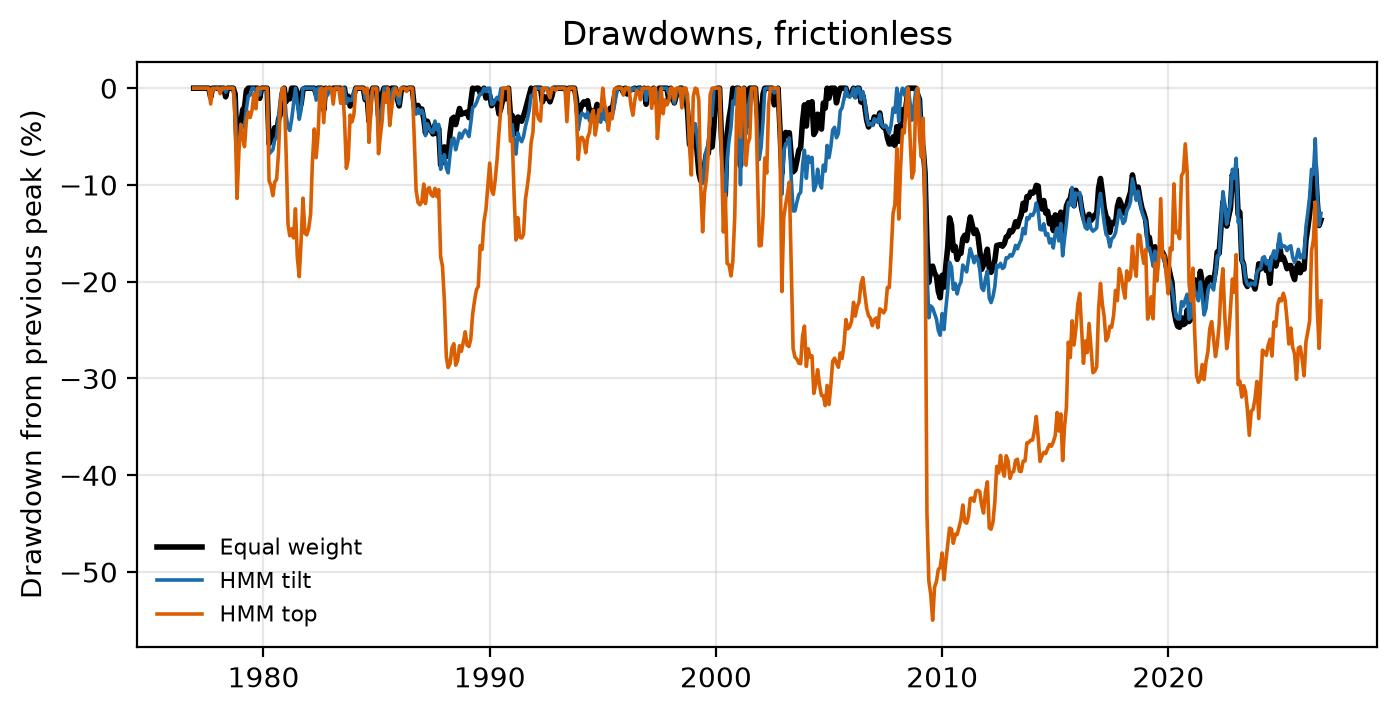 Drawdowns, frictionless
Drawdown from previous peak (%)
0
−10
−20
−30
−40
−50
Equal weight
HMM tilt
HMM top
1980
1990
2000
2010
2020